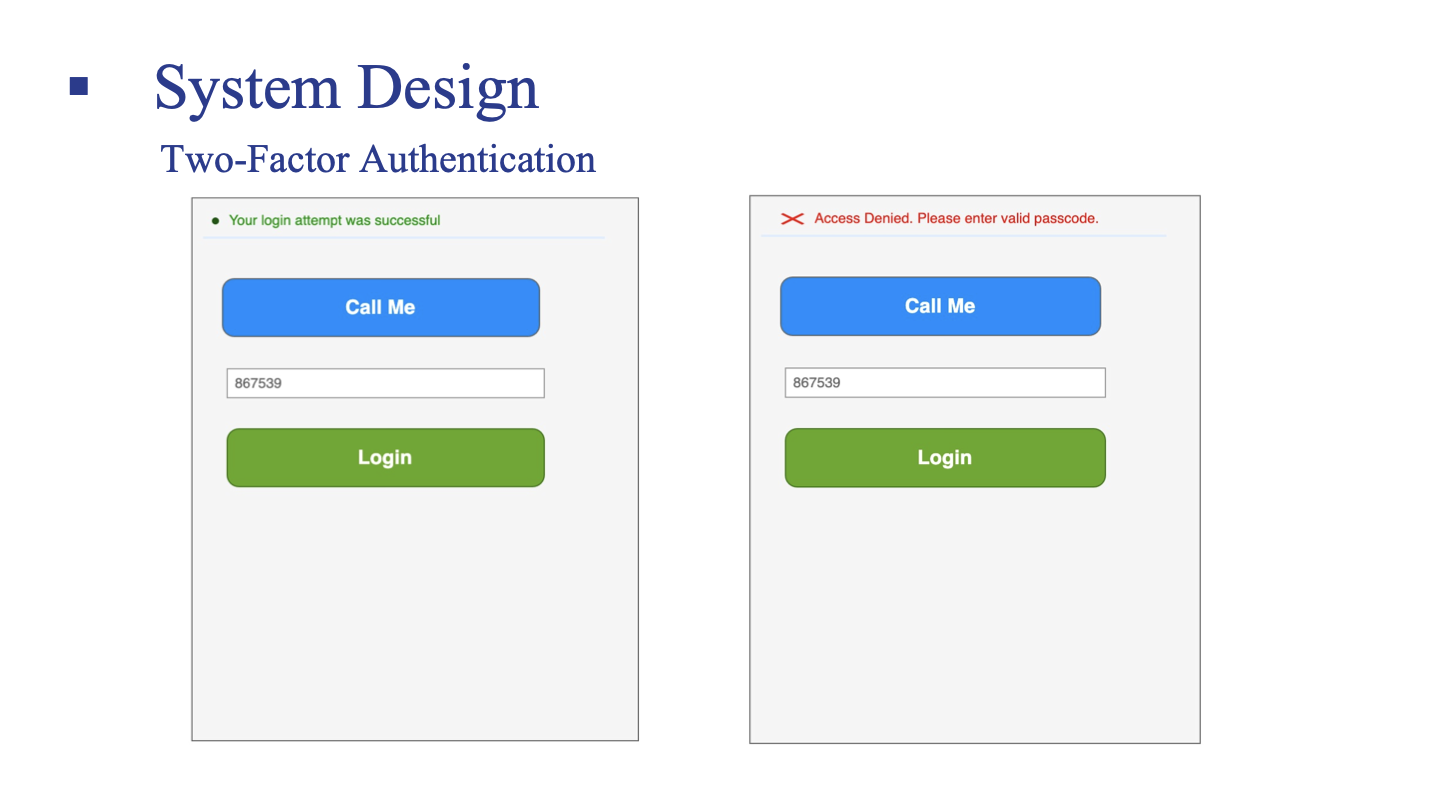 System Design
Two-Factor Authentication
Your login attempt was successful
Call Me
867539
Login
Access Denied. Please enter valid passcode.
Call Me
867539
Login